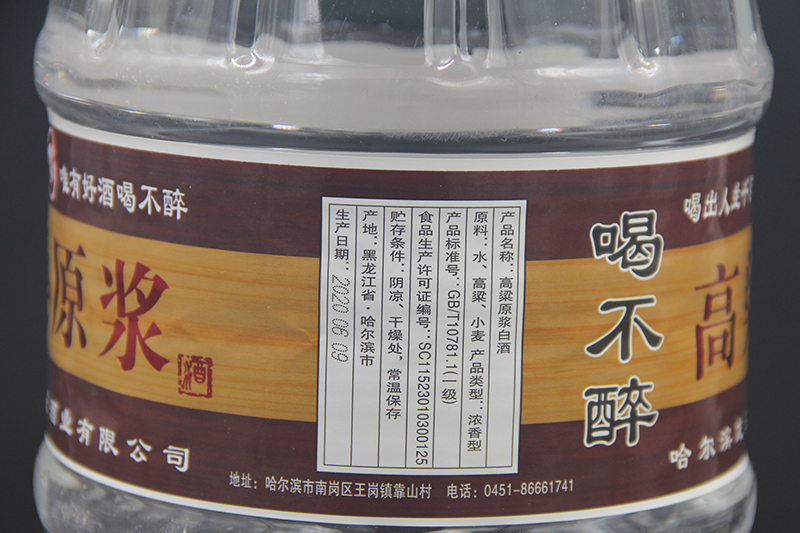 唯有好酒喝不醉
原浆
酒
酒业有限公司
产品名称：高粱原浆白酒
原料：水、高粱、小麦 产品类型：浓香型
产品标准号：GB/T10781.1(I级)
食品生产许可证编号：SC11523010300125
贮存条件：阴凉、干燥处，常温保存
产地：黑龙江省·哈尔滨市
生产日期：2020 06 09
喝不醉
喝出人生
高
哈尔滨
地址：哈尔滨市南岗区王岗镇靠山村 电话：0451-86661741